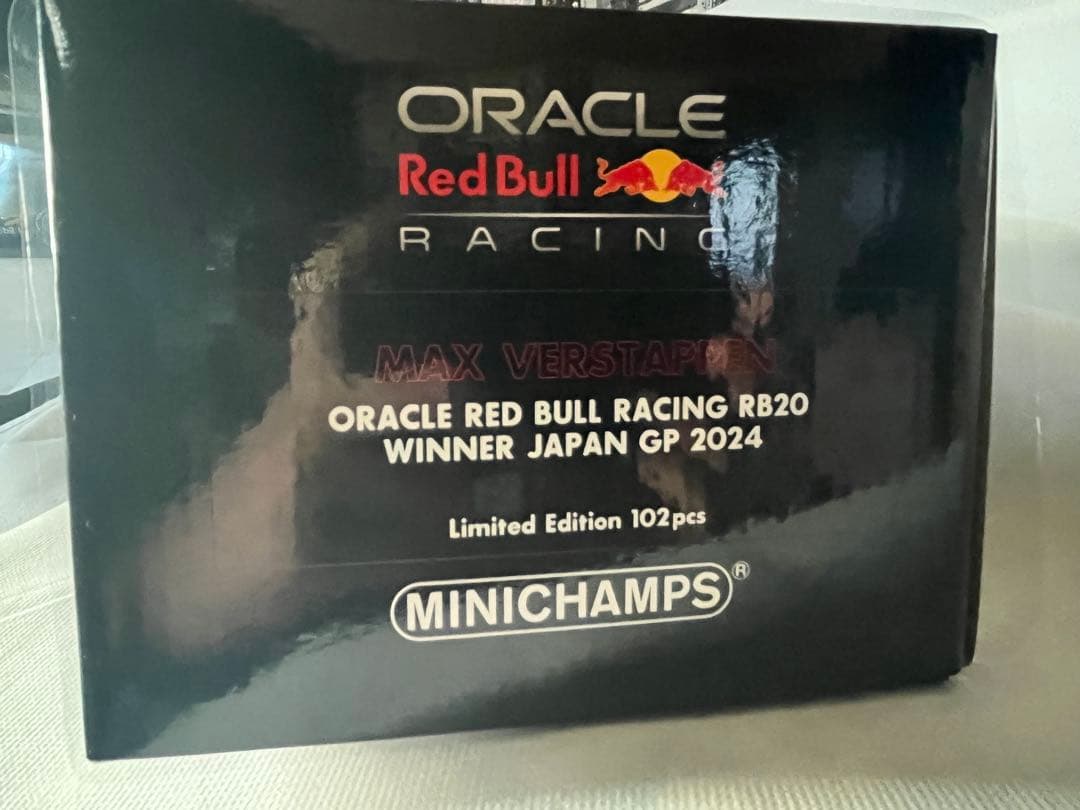 ORACLE
Red Bull
RACING
MAX VERSTAPPEN
ORACLE RED BULL RACING RB20
WINNER JAPAN GP 2024
Limited Edition 102pcs
MINICHAMPS®